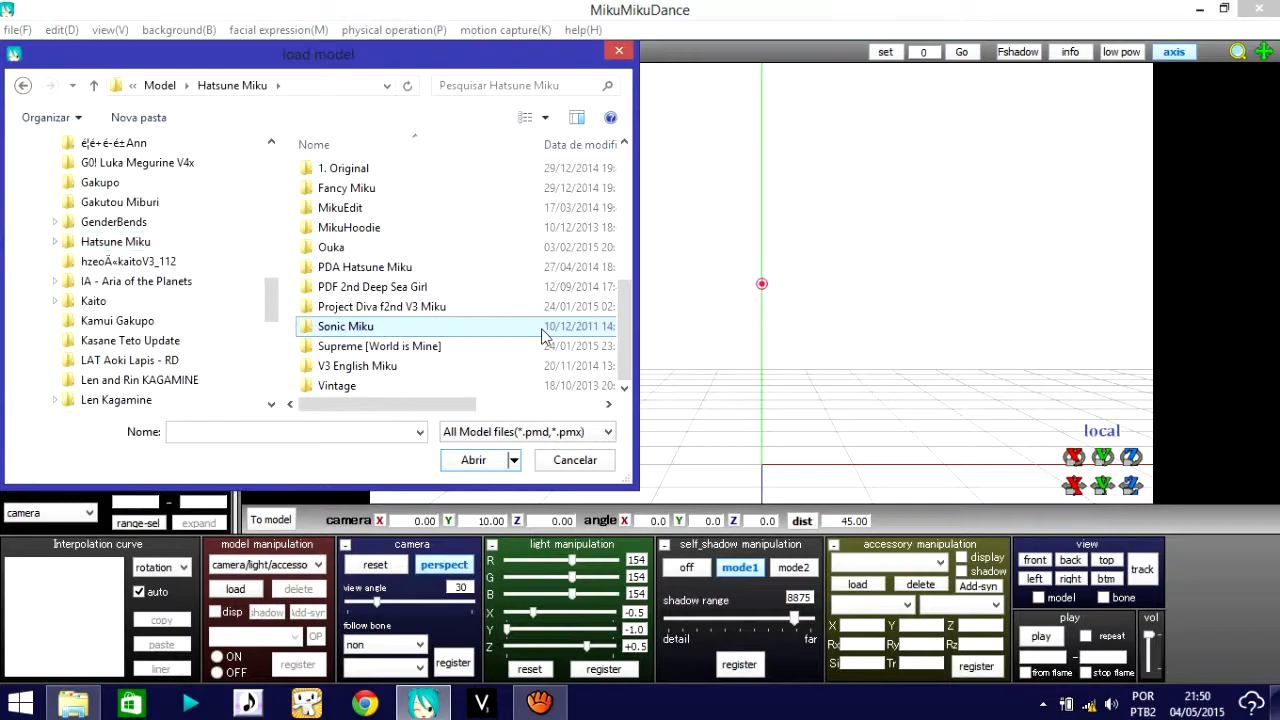 MikuMikuDance
file(F) edit(D) view(V) background(B) facial expression(M) physical operation(P) motion capture(K) help(H)
load model
set 0 Go Fshadow info low pow axis
Model Hatsune Miku
Pesquisar Hatsune Miku
Organizar Nova pasta
é¦é+é-é±Ann
G0! Luka Megurine V4x
Gakupo
Gakutou Miburi
GenderBends
Hatsune Miku
hzeoÄ«kaitoV3_112
IA - Aria of the Planets
Kaito
Kamui Gakupo
Kasane Teto Update
LAT Aoki Lapis - RD
Len and Rin KAGAMINE
Len Kagamine
Nome Data de modifi
1. Original 29/12/2014 19:
Fancy Miku 29/12/2014 19:
MikuEdit 17/03/2014 19:
MikuHoodie 10/12/2013 18:
Ouka 03/02/2015 20:
PDA Hatsune Miku 27/04/2014 18:
PDF 2nd Deep Sea Girl 12/09/2014 17:
Project Diva f2nd V3 Miku 24/01/2015 02:
Sonic Miku 10/12/2011 14:
Supreme [World is Mine] 24/01/2015 23:
V3 English Miku 20/11/2014 13:
Vintage 18/10/2013 20:
Nome: All Model files(*.pmd,*.pmx)
Abrir Cancelar
local
X Y Z
X Y Z
camera - range-sel expand
To model camera X 0.00 Y 10.00 Z 0.00 angle X 0.0 Y 0.0 Z 0.0 dist 45.00
Interpolation curve
rotation
auto
copy
paste
liner
model manipulation
camera/light/accesso
load delete
disp shadow Add-syn
OP
ON
OFF
register
camera
reset perspect
view angle 30
follow bone
non
register
light manipulation
R 154
G 154
B 154
X -0.5
Y -1.0
Z +0.5
reset register
self_shadow manipulation
off mode1 mode2
shadow range 8875
detail far
register
accessory manipulation
display
shadow
load delete Add-syn
X Y Z
Rx Ry Rz
Si Tr register
view
front back top
left right btm
track
model bone
play
play repeat
-
from flame stop flame
vol
POR
PTB2
21:50
04/05/2015